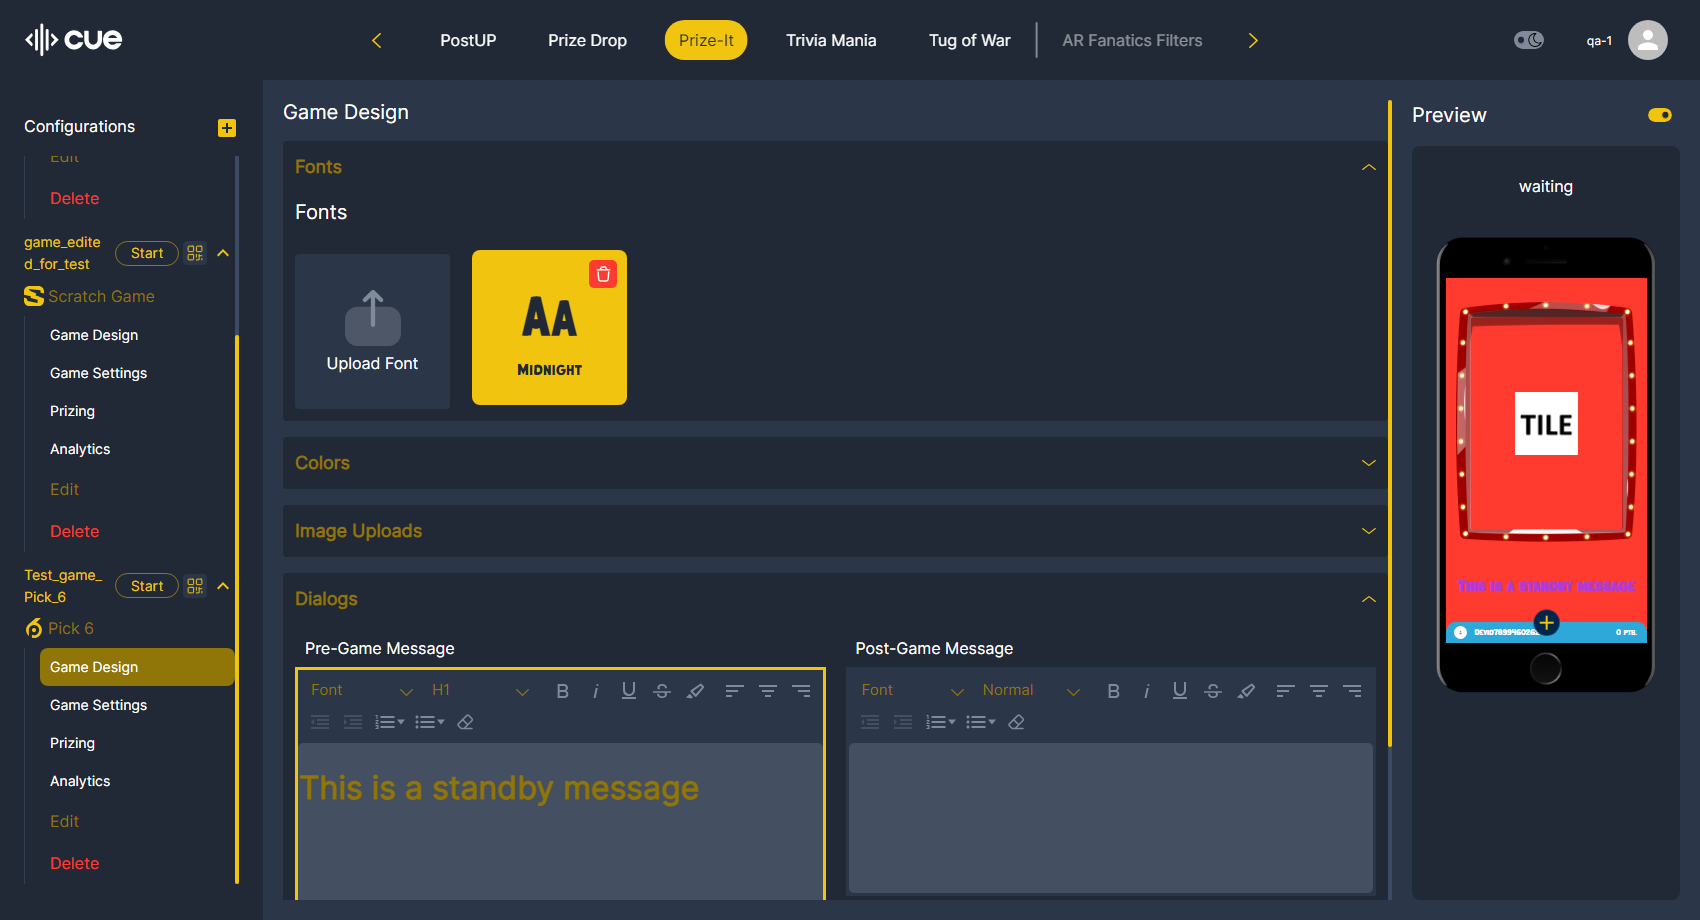 cue
PostUP
Prize Drop
Prize-It
Trivia Mania
Tug of War
AR Fanatics Filters
qa-1
Configurations
Edit
Delete
game_edite
d_for_test
Start
Scratch Game
Game Design
Game Settings
Prizing
Analytics
Edit
Delete
Test_game_
Pick_6
Start
Pick 6
Game Design
Game Settings
Prizing
Analytics
Edit
Delete
Game Design
Fonts
Fonts
Upload Font
AA
MIDNIGHT
Colors
Image Uploads
Dialogs
Pre-Game Message
Font
H1
This is a standby message
Post-Game Message
Font
Normal
Preview
waiting
TILE
THIS IS A STANDBY MESSAGE
0 PTS.